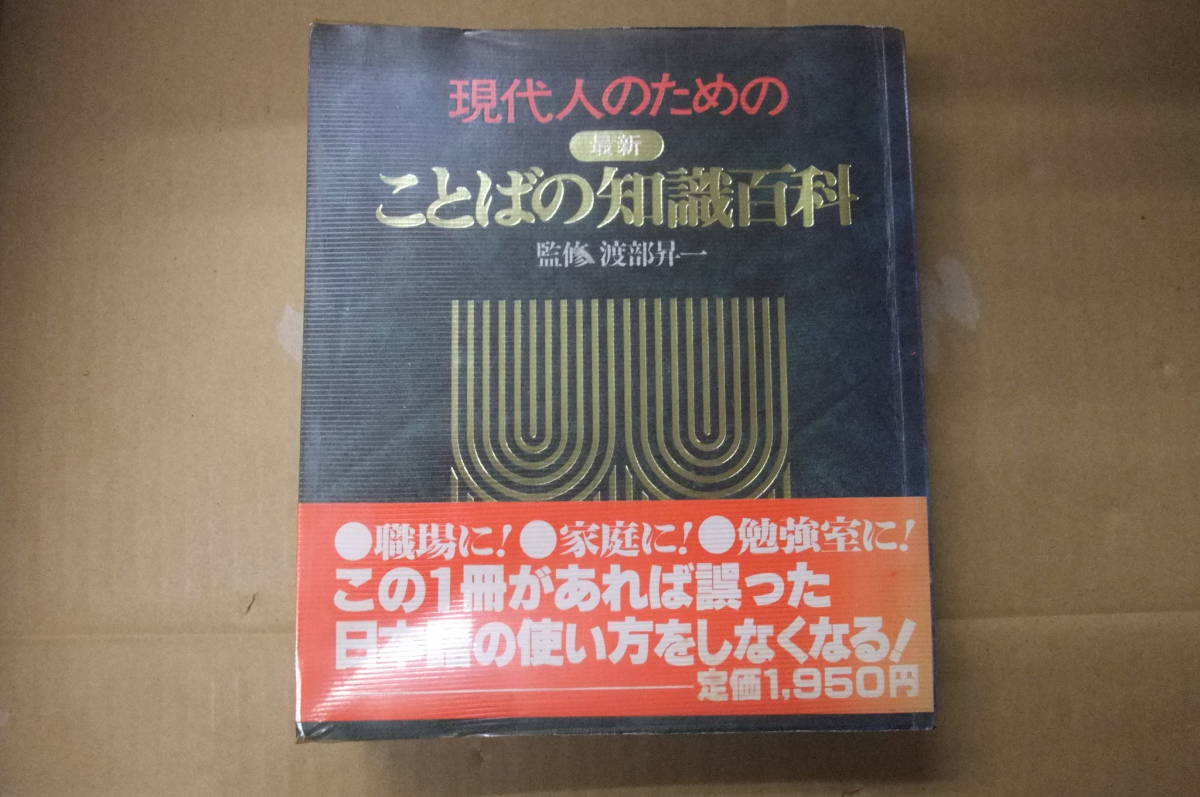 現代人のための
最新
ことばの知識百科
監修 渡部昇一
●職場に!●家庭に!●勉強室に!
この1冊があれば誤った
日本語の使い方をしなくなる!
定価1,950円